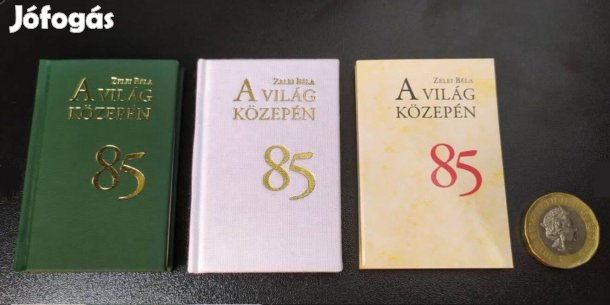 Jófogás
ZELEI BÉLA
A VILÁG
KÖZEPÉN
85
ZELEI BÉLA
A VILÁG
KÖZEPÉN
85
ZELEI BÉLA
A VILÁG
KÖZEPÉN
85